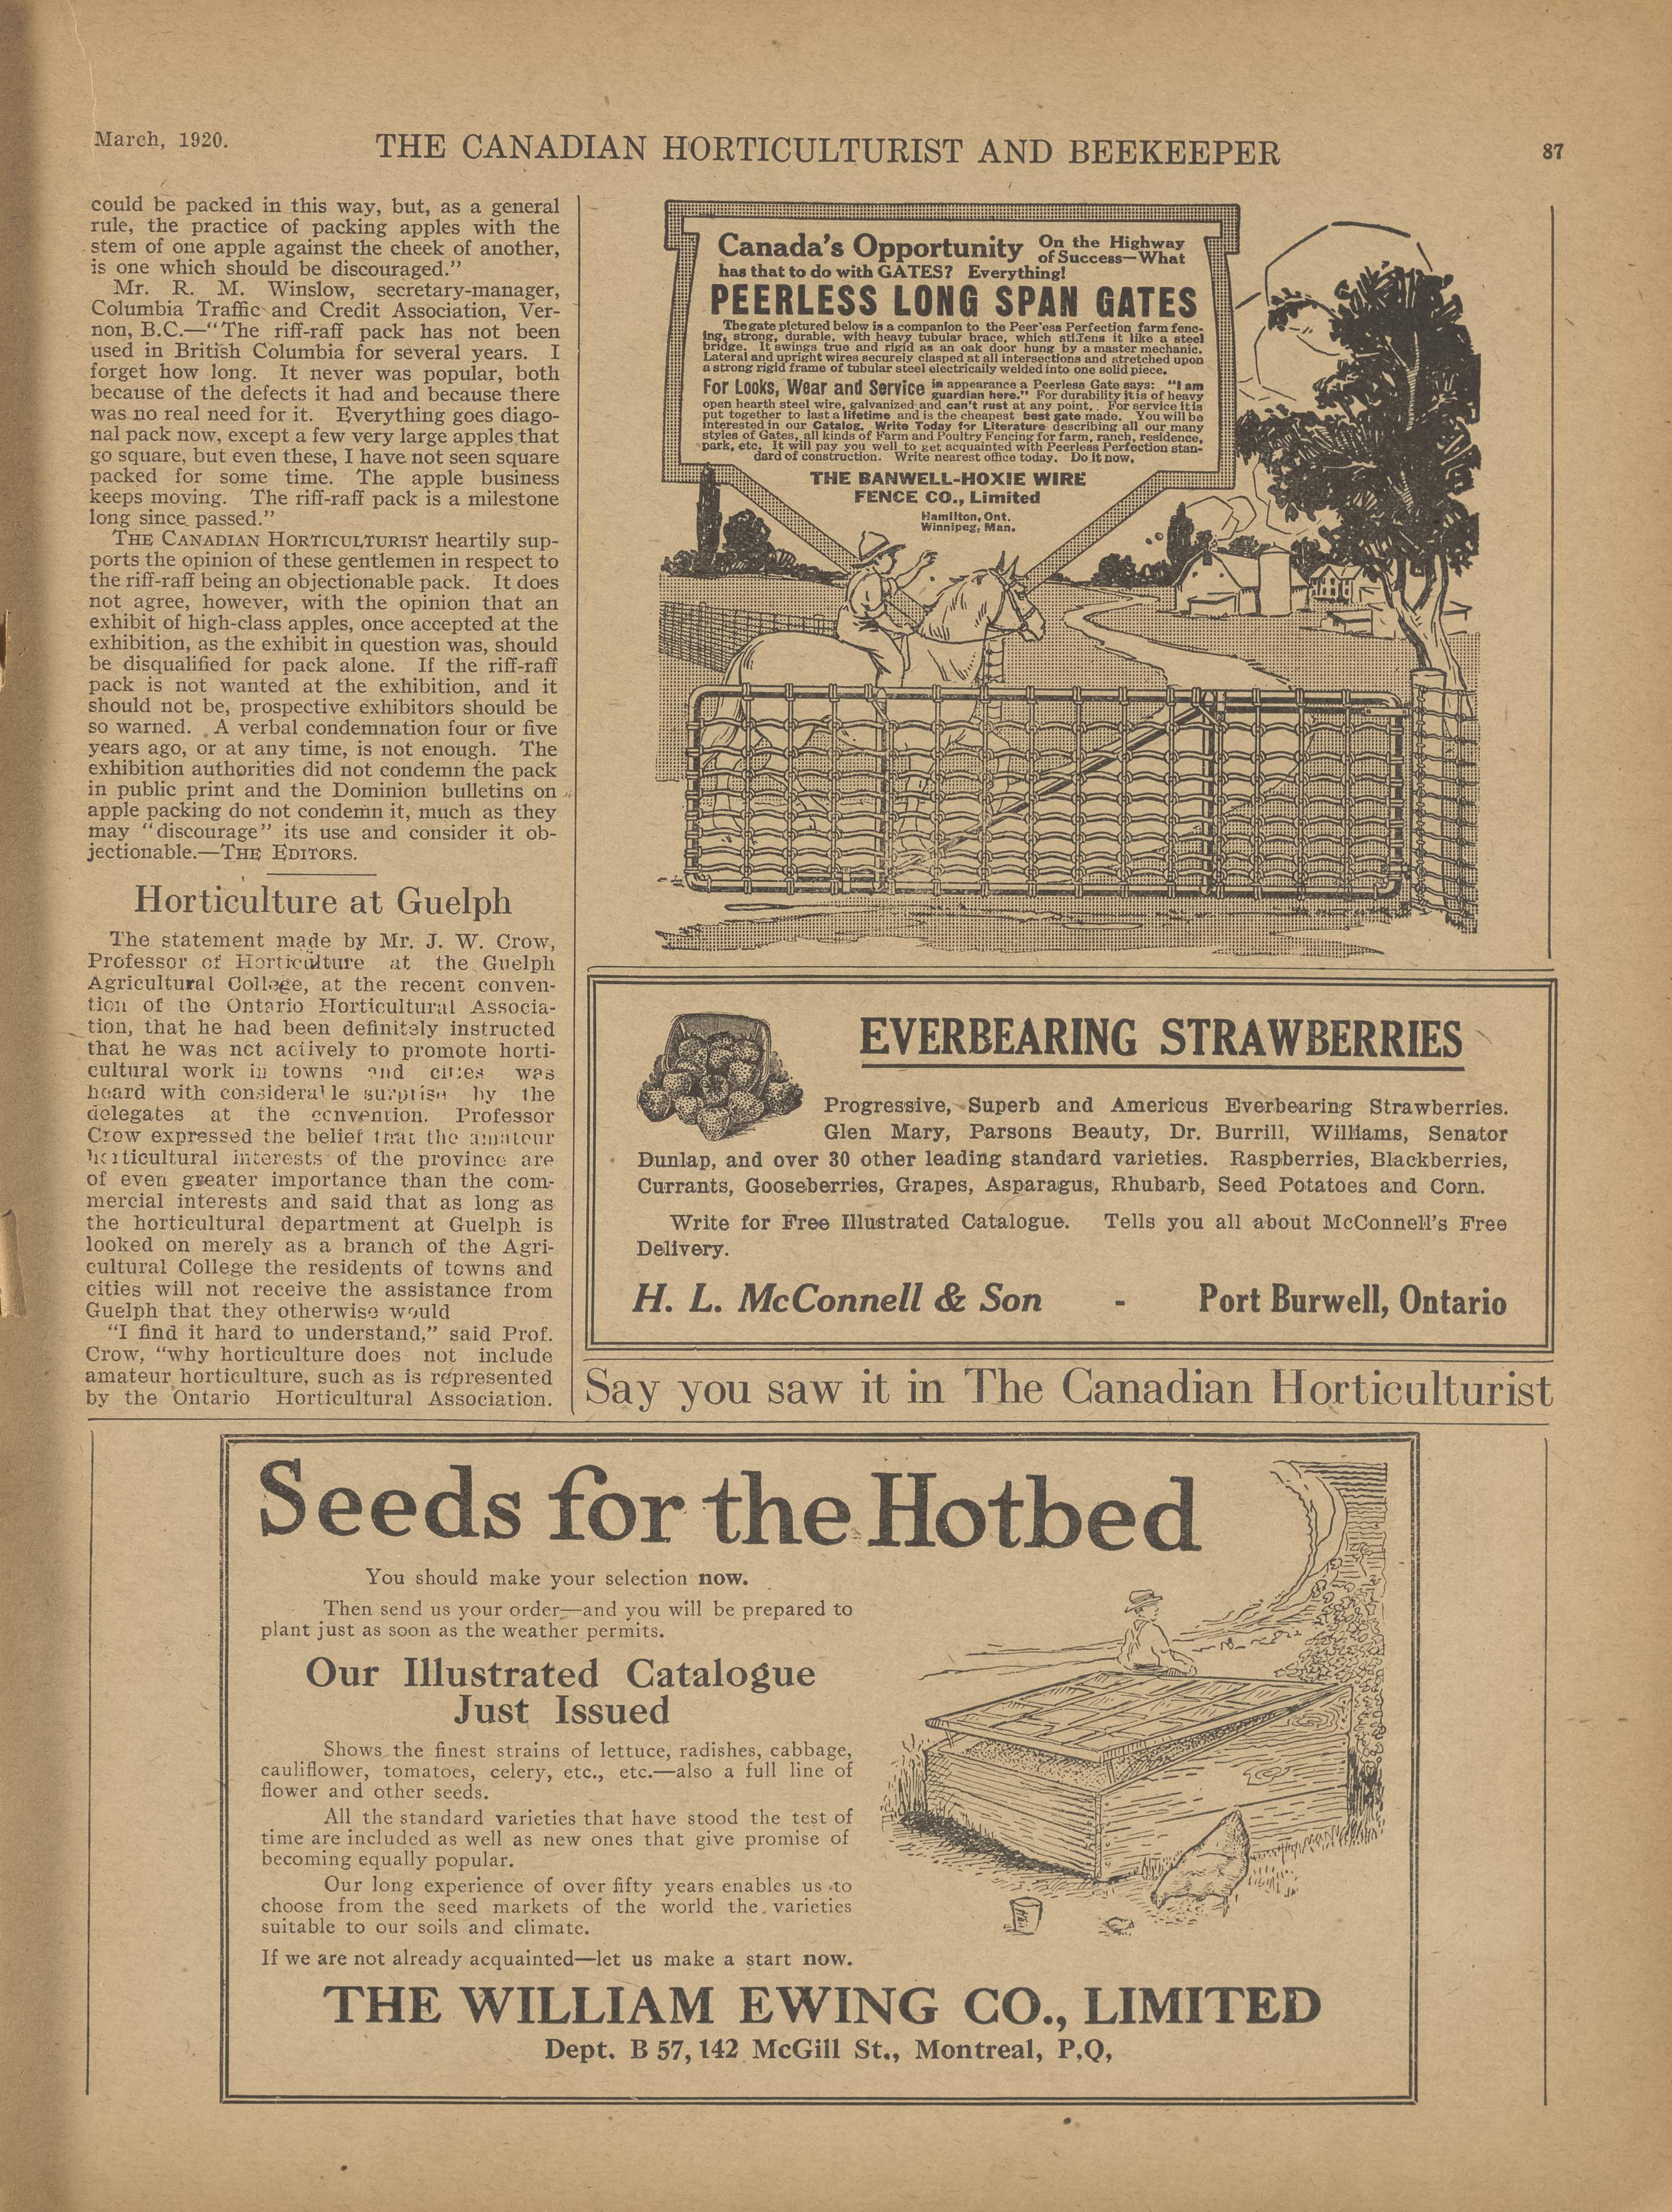 March, 1920.
THE CANADIAN HORTICULTURIST AND BEEKEEPER
87
could be packed in this way, but, as a general
rule, the practice of packing apples with the
stem of one apple against the cheek of another,
is one which should be discouraged."
Mr. R. M. Winslow, secretary-manager,
Columbia Traffic and Credit Association, Ver-
non, B.C.—"The riff-raff pack has not been
used in British Columbia for several years. I
forget how long. It never was popular, both
because of the defects it had and because there
was no real need for it. Everything goes diago-
nal pack now, except a few very large apples that
go square, but even these, I have not seen square
packed for some time. The apple business
keeps moving. The riff-raff pack is a milestone
long since passed."
THE CANADIAN HORTICULTURIST heartily sup-
ports the opinion of these gentlemen in respect to
the riff-raff being an objectionable pack. It does
not agree, however, with the opinion that an
exhibit of high-class apples, once accepted at the
exhibition, as the exhibit in question was, should
be disqualified for pack alone. If the riff-raff
pack is not wanted at the exhibition, and it
should not be, prospective exhibitors should be
so warned. A verbal condemnation four or five
years ago, or at any time, is not enough. The
exhibition authorities did not condemn the pack
in public print and the Dominion bulletins on
apple packing do not condemn it, much as they
may "discourage" its use and consider it ob-
jectionable.—THE EDITORS.
Horticulture at Guelph
The statement made by Mr. J. W. Crow,
Professor of Horticulture at the Guelph
Agricultural College, at the recent conven-
tion of the Ontario Horticultural Associa-
tion, that he had been definitely instructed
that he was not actively to promote horti-
cultural work in towns and cities was
heard with considerable surprise by the
delegates at the convention. Professor
Crow expressed the belief that the amateur
horticultural interests of the province are
of even greater importance than the com-
mercial interests and said that as long as
the horticultural department at Guelph is
looked on merely as a branch of the Agri-
cultural College the residents of towns and
cities will not receive the assistance from
Guelph that they otherwise would
"I find it hard to understand," said Prof.
Crow, "why horticulture does not include
amateur horticulture, such as is represented
by the Ontario Horticultural Association.
Canada's Opportunity On the Highway
of Success—What
has that to do with GATES? Everything!
PEERLESS LONG SPAN GATES
The gate pictured below is a companion to the Peerless Perfection farm fenc-
ing, strong, durable, with heavy tubular brace, which stiffens it like a steel
bridge. It swings true and rigid as an oak door hung by a master mechanic.
Lateral and upright wires securely clasped at all intersections and stretched upon
a strong rigid frame of tubular steel electrically welded into one solid piece.
For Looks, Wear and Service in appearance a Peerless Gate says: "I am
guardian here." For durability it is of heavy
open hearth steel wire, galvanized and can't rust at any point. For service it is
put together to last a lifetime and is the cheapest best gate made. You will be
interested in our Catalog. Write Today for Literature describing all our many
styles of Gates, all kinds of Farm and Poultry Fencing for farm, ranch, residence,
park, etc. It will pay you well to get acquainted with Peerless Perfection stan-
dard of construction. Write nearest office today. Do it now.
THE BANWELL-HOXIE WIRE
FENCE CO., Limited
Hamilton, Ont.
Winnipeg, Man.
EVERBEARING STRAWBERRIES
Progressive, Superb and Americus Everbearing Strawberries.
Glen Mary, Parsons Beauty, Dr. Burrill, Williams, Senator
Dunlap, and over 30 other leading standard varieties. Raspberries, Blackberries,
Currants, Gooseberries, Grapes, Asparagus, Rhubarb, Seed Potatoes and Corn.
Write for Free Illustrated Catalogue. Tells you all about McConnell's Free
Delivery.
H. L. McConnell & Son - Port Burwell, Ontario
Say you saw it in The Canadian Horticulturist
Seeds for the Hotbed
You should make your selection now.
Then send us your order—and you will be prepared to
plant just as soon as the weather permits.
Our Illustrated Catalogue
Just Issued
Shows the finest strains of lettuce, radishes, cabbage,
cauliflower, tomatoes, celery, etc., etc.—also a full line of
flower and other seeds.
All the standard varieties that have stood the test of
time are included as well as new ones that give promise of
becoming equally popular.
Our long experience of over fifty years enables us to
choose from the seed markets of the world the varieties
suitable to our soils and climate.
If we are not already acquainted—let us make a start now.
THE WILLIAM EWING CO., LIMITED
Dept. B 57, 142 McGill St., Montreal, P.Q,